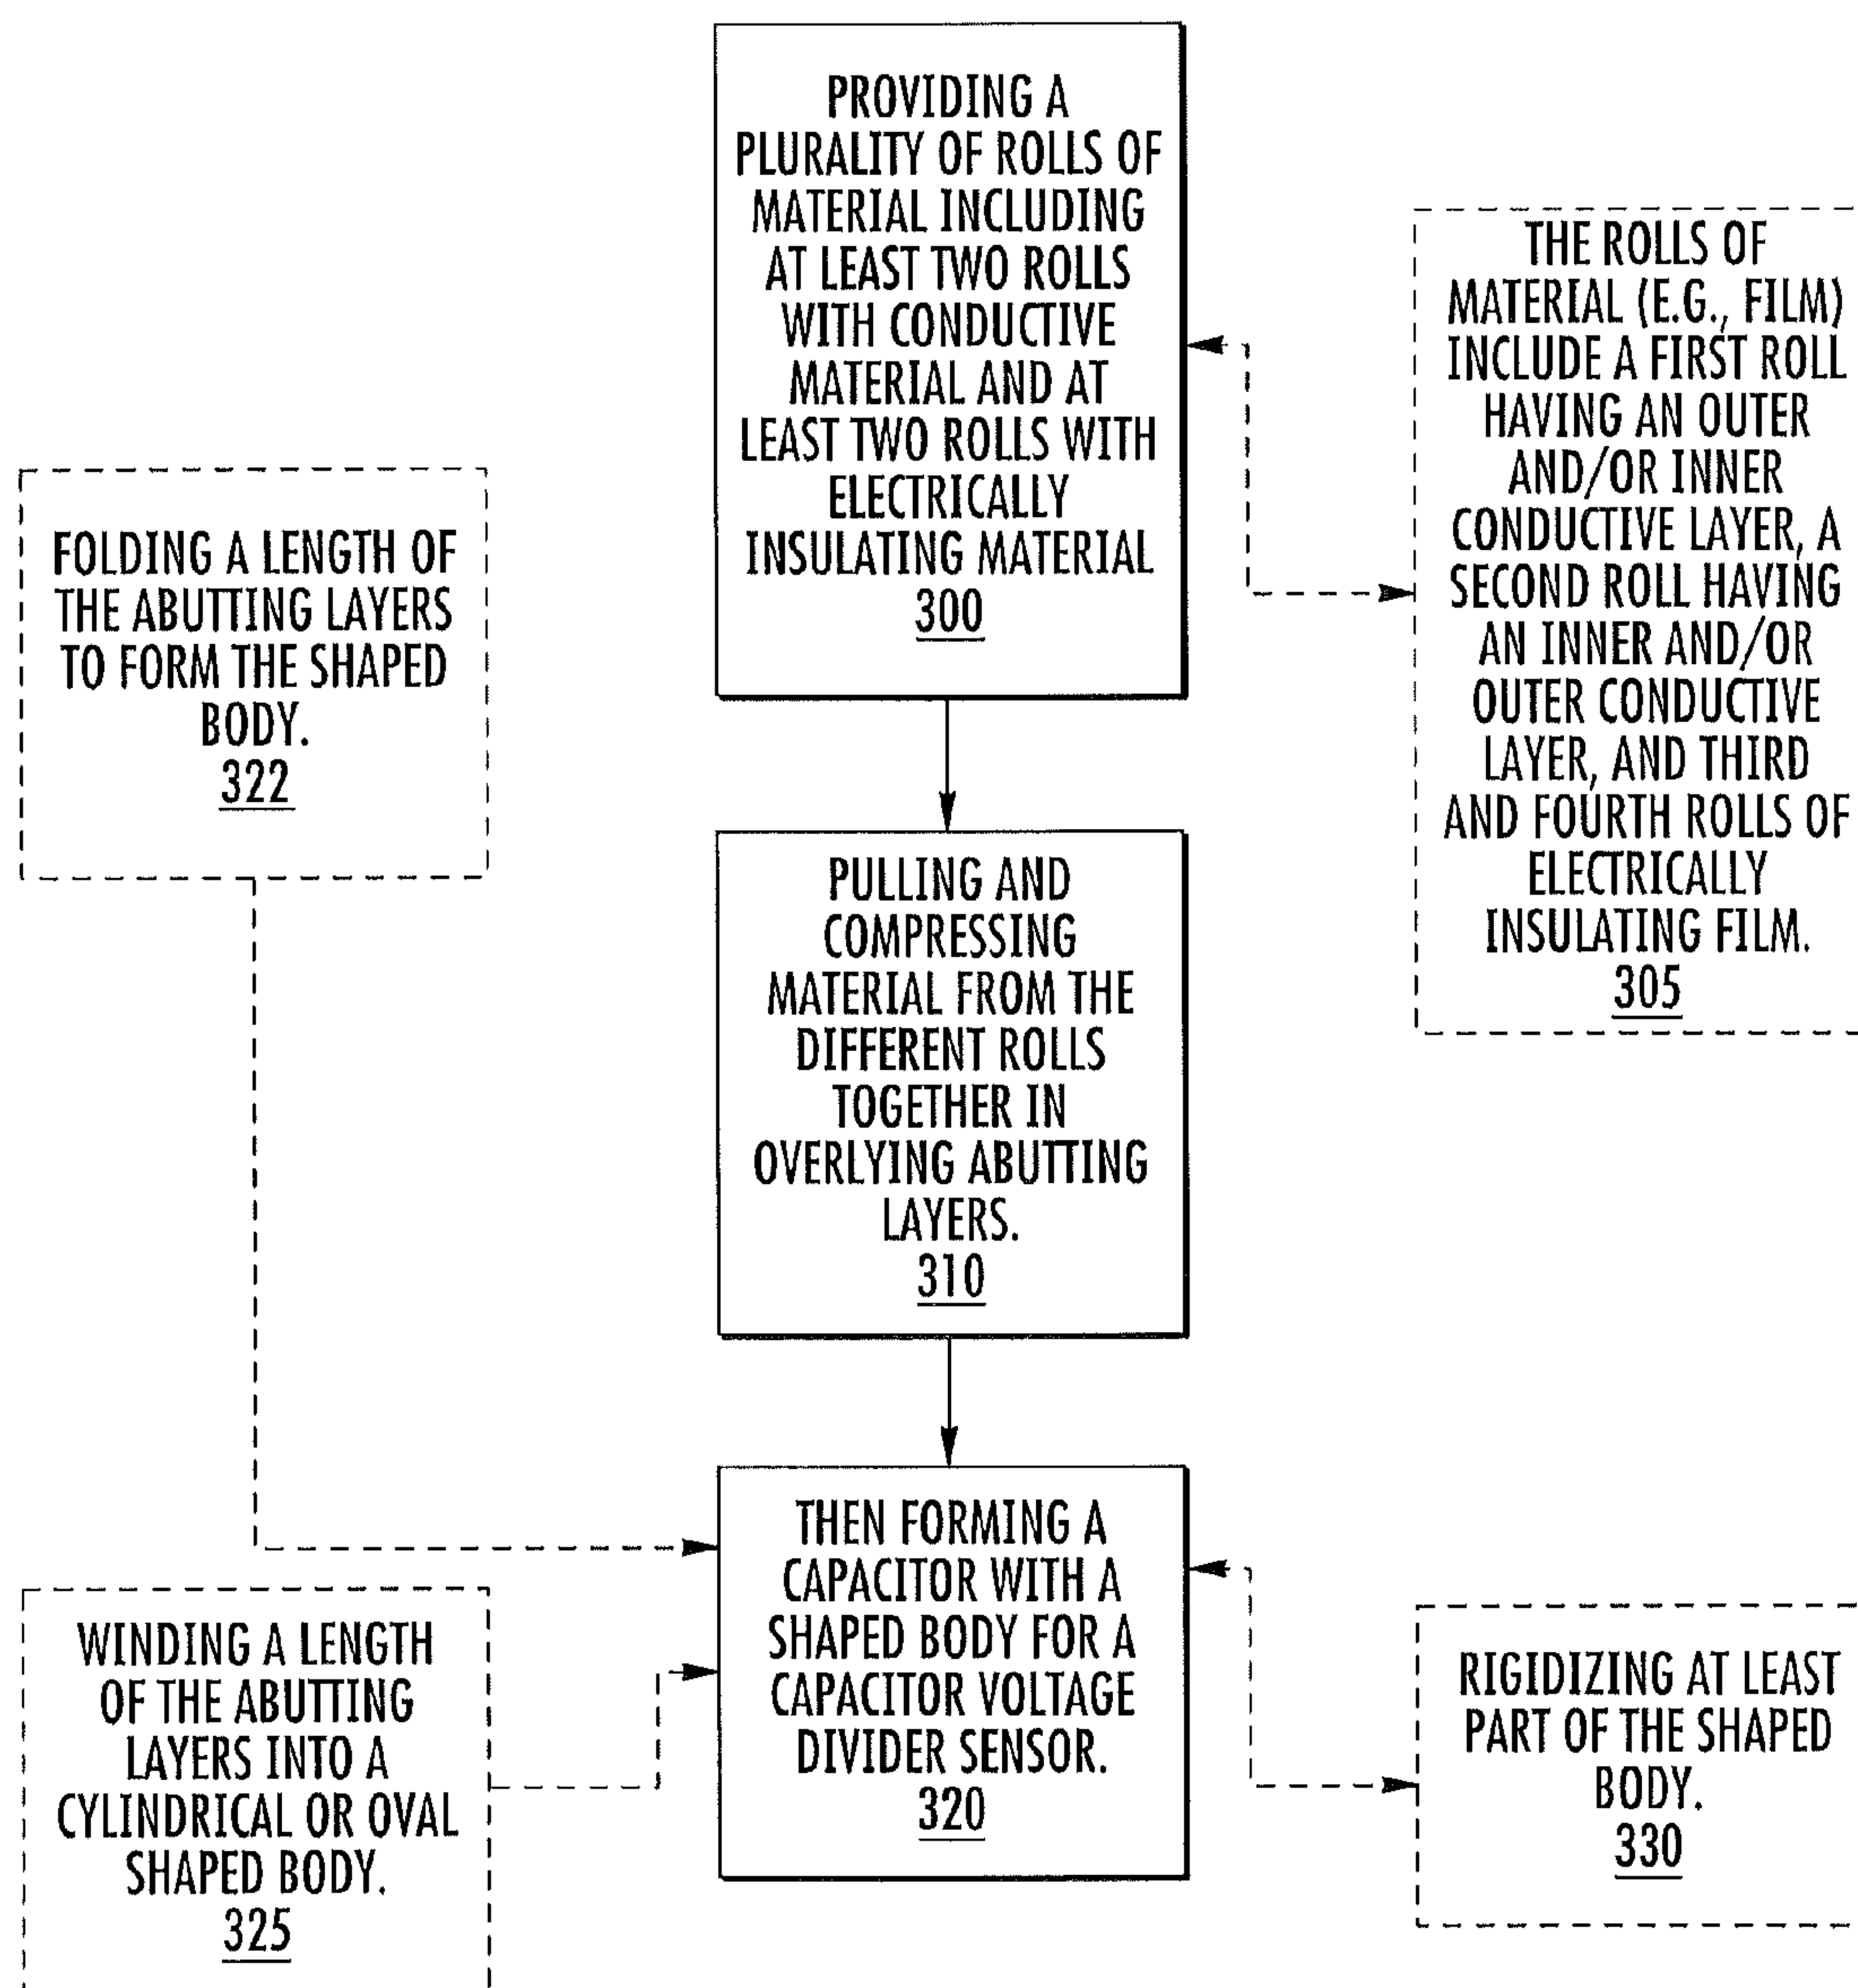 PROVIDING A
PLURALITY OF ROLLS OF
MATERIAL INCLUDING
AT LEAST TWO ROLLS
WITH CONDUCTIVE
MATERIAL AND AT
LEAST TWO ROLLS WITH
ELECTRICALLY
INSULATING MATERIAL
300
THE ROLLS OF
MATERIAL (E.G., FILM)
INCLUDE A FIRST ROLL
HAVING AN OUTER
AND/OR INNER
CONDUCTIVE LAYER, A
SECOND ROLL HAVING
AN INNER AND/OR
OUTER CONDUCTIVE
LAYER, AND THIRD
AND FOURTH ROLLS OF
ELECTRICALLY
INSULATING FILM.
305
FOLDING A LENGTH OF
THE ABUTTING LAYERS
TO FORM THE SHAPED
BODY.
322
PULLING AND
COMPRESSING
MATERIAL FROM THE
DIFFERENT ROLLS
TOGETHER IN
OVERLYING ABUTTING
LAYERS.
310
THEN FORMING A
CAPACITOR WITH A
SHAPED BODY FOR A
CAPACITOR VOLTAGE
DIVIDER SENSOR.
320
WINDING A LENGTH
OF THE ABUTTING
LAYERS INTO A
CYLINDRICAL OR OVAL
SHAPED BODY.
325
RIGIDIZING AT LEAST
PART OF THE SHAPED
BODY.
330